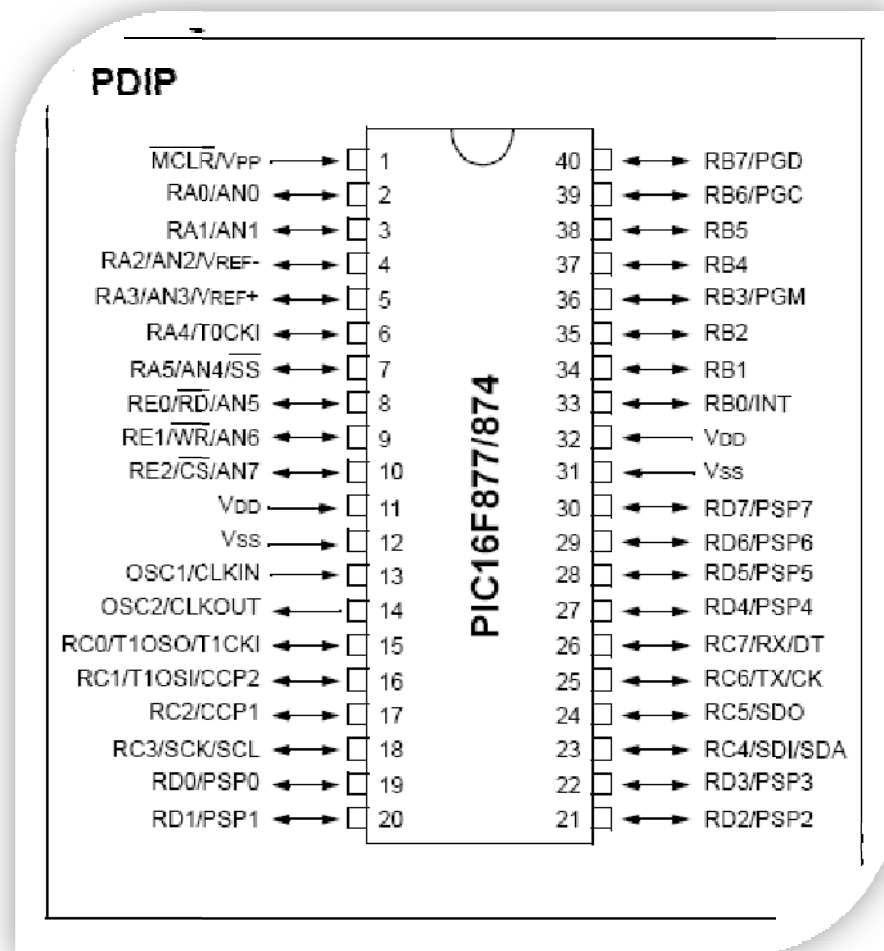 PDIP
MCLR/VPP 1 40 RB7/PGD
RA0/AN0 2 39 RB6/PGC
RA1/AN1 3 38 RB5
RA2/AN2/VREF- 4 37 RB4
RA3/AN3/VREF+ 5 36 RB3/PGM
RA4/T0CKI 6 35 RB2
RA5/AN4/SS 7 34 RB1
RE0/RD/AN5 8 33 RB0/INT
RE1/WR/AN6 9 32 VDD
RE2/CS/AN7 10 31 VSS
VDD 11 30 RD7/PSP7
VSS 12 29 RD6/PSP6
OSC1/CLKIN 13 28 RD5/PSP5
OSC2/CLKOUT 14 27 RD4/PSP4
RC0/T1OSO/T1CKI 15 26 RC7/RX/DT
RC1/T1OSI/CCP2 16 25 RC6/TX/CK
RC2/CCP1 17 24 RC5/SDO
RC3/SCK/SCL 18 23 RC4/SDI/SDA
RD0/PSP0 19 22 RD3/PSP3
RD1/PSP1 20 21 RD2/PSP2
PIC16F877/874